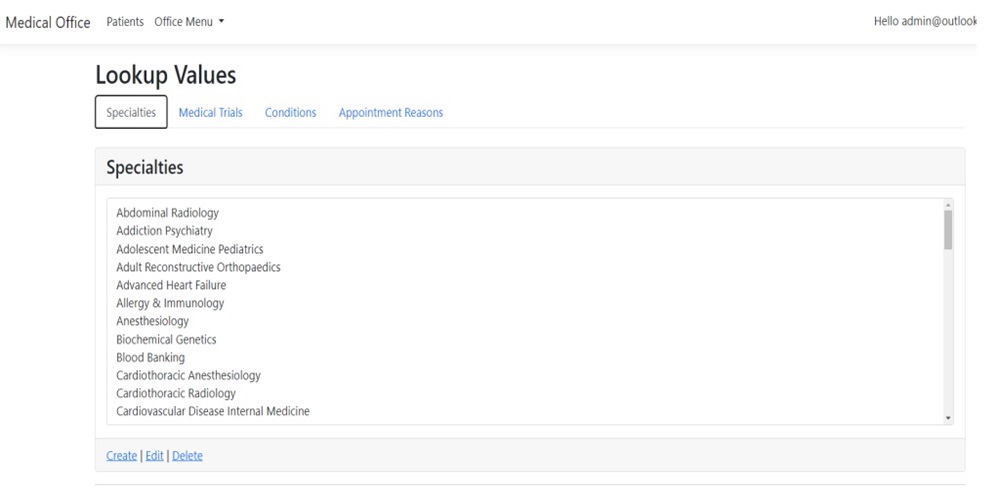 Medical Office Patients Office Menu Hello admin@outlook
Lookup Values
Specialties Medical Trials Conditions Appointment Reasons
Specialties
Abdominal Radiology
Addiction Psychiatry
Adolescent Medicine Pediatrics
Adult Reconstructive Orthopaedics
Advanced Heart Failure
Allergy & Immunology
Anesthesiology
Biochemical Genetics
Blood Banking
Cardiothoracic Anesthesiology
Cardiothoracic Radiology
Cardiovascular Disease Internal Medicine
Create | Edit | Delete